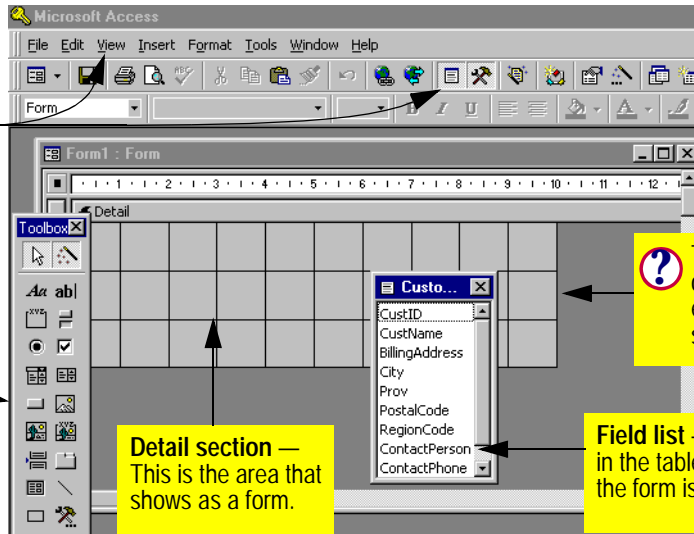 Microsoft Access
File Edit View Insert Format Tools Window Help
ABC
Form
B I U A
Form1 : Form
1 2 3 4 5 6 7 8 9 10 11 12
Detail
Toolbox
Aa ab|
XYZ
Custo...
CustID
CustName
BillingAddress
City
Prov
PostalCode
RegionCode
ContactPerson
ContactPhone
?
Detail section —
This is the area that
shows as a form.
Field list
in the table
the form is